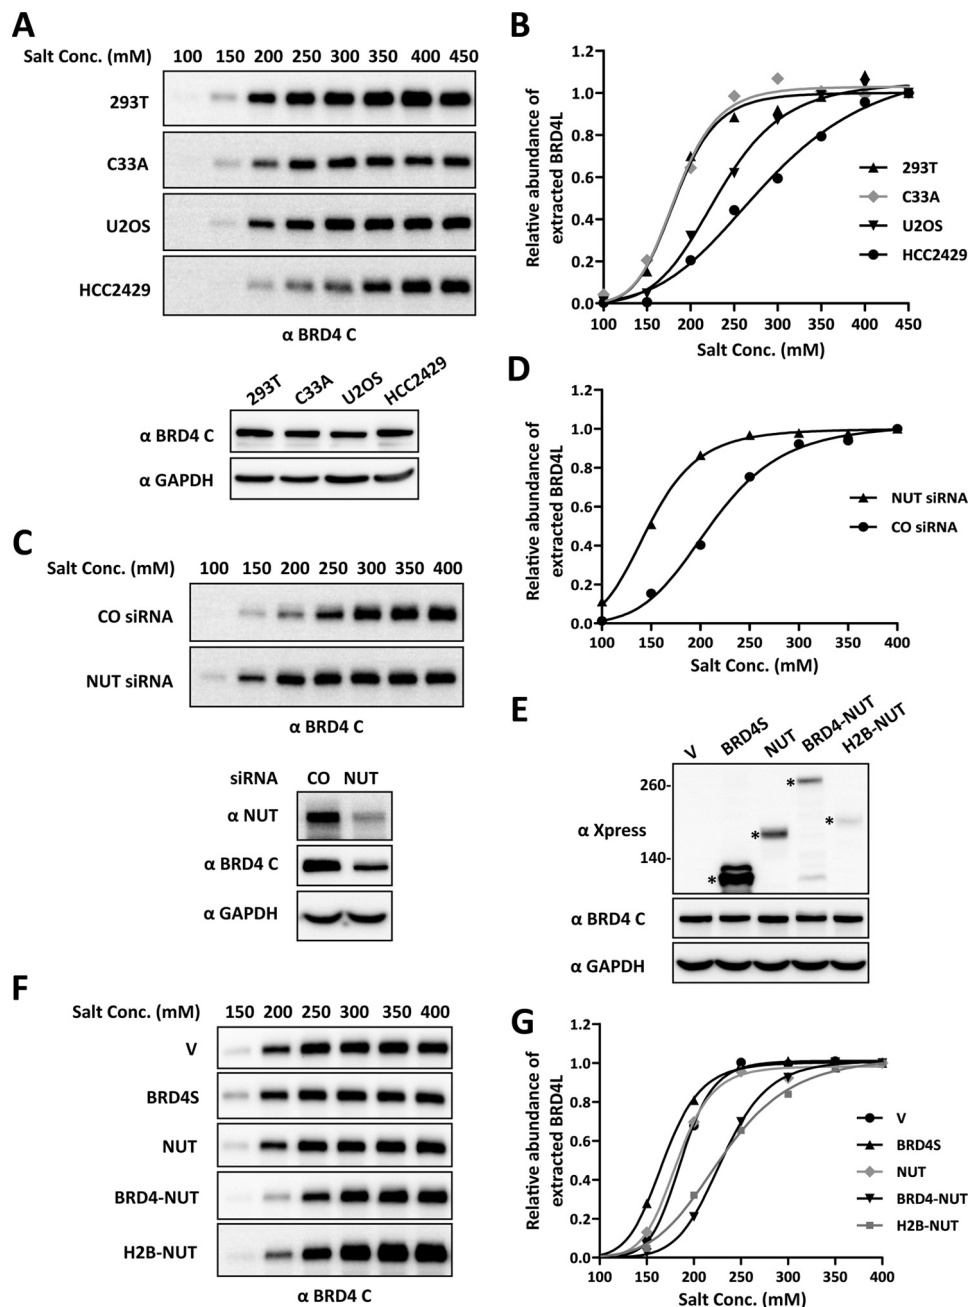 A
Salt Conc. (mM) 100 150 200 250 300 350 400 450
293T
C33A
U2OS
HCC2429
α BRD4 C
293T C33A U2OS HCC2429
α BRD4 C
α GAPDH
B
Relative abundance of
extracted BRD4L
1.2
1.0
0.8
0.6
0.4
0.2
0.0
100 150 200 250 300 350 400 450
Salt Conc. (mM)
293T
C33A
U2OS
HCC2429
C
Salt Conc. (mM) 100 150 200 250 300 350 400
CO siRNA
NUT siRNA
α BRD4 C
siRNA CO NUT
α NUT
α BRD4 C
α GAPDH
D
Relative abundance of
extracted BRD4L
1.2
1.0
0.8
0.6
0.4
0.2
0.0
100 150 200 250 300 350 400
Salt Conc. (mM)
NUT siRNA
CO siRNA
E
V BRD4S NUT BRD4-NUT H2B-NUT
260-
α Xpress
140-
* * * *
α BRD4 C
α GAPDH
F
Salt Conc. (mM) 150 200 250 300 350 400
V
BRD4S
NUT
BRD4-NUT
H2B-NUT
α BRD4 C
G
Relative abundance of
extracted BRD4L
1.2
1.0
0.8
0.6
0.4
0.2
0.0
100 150 200 250 300 350 400
Salt Conc. (mM)
V
BRD4S
NUT
BRD4-NUT
H2B-NUT